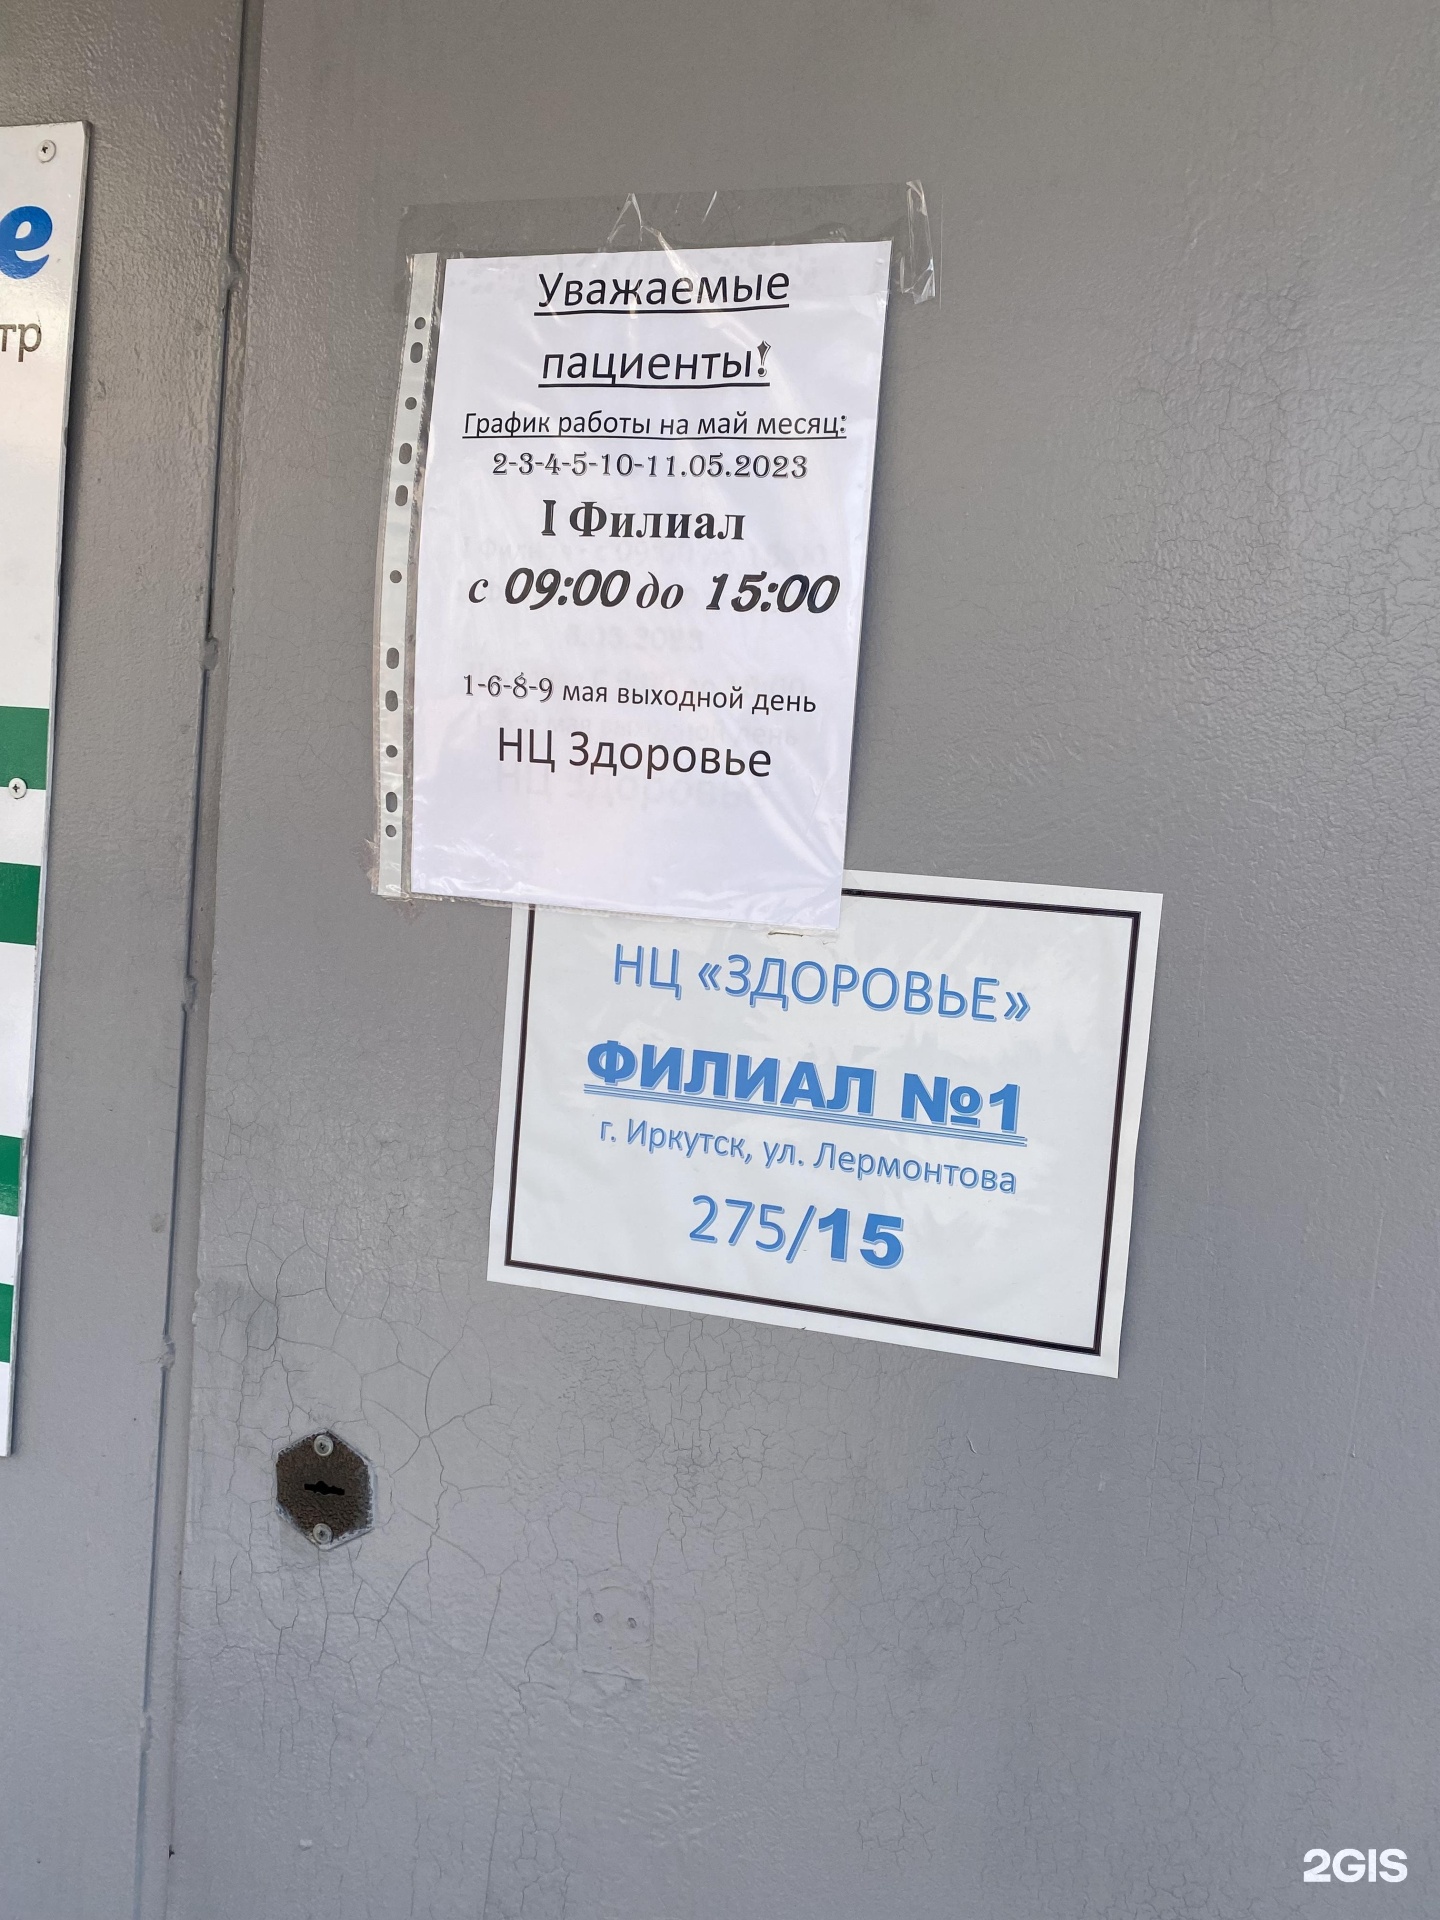 е
тр
Уважаемые
пациенты!
График работы на май месяц:
2-3-4-5-10-11.05.2023
I Филиал
с 09:00 до 15:00
1-6-8-9 мая выходной день
НЦ Здоровье
НЦ «ЗДОРОВЬЕ»
ФИЛИАЛ №1
г. Иркутск, ул. Лермонтова
275/15
2GIS